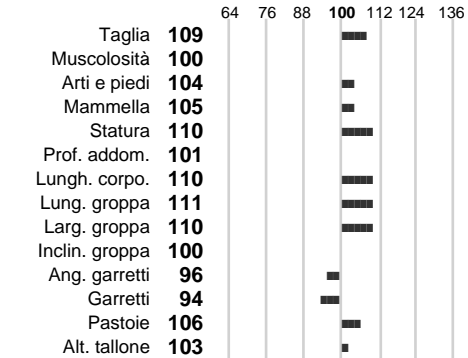 64 76 88 100 112 124 136
Taglia 109
Muscolosità 100
Arti e piedi 104
Mammella 105
Statura 110
Prof. addom. 101
Lungh. corpo. 110
Lung. groppa 111
Larg. groppa 110
Inclin. groppa 100
Ang. garretti 96
Garretti 94
Pastoie 106
Alt. tallone 103